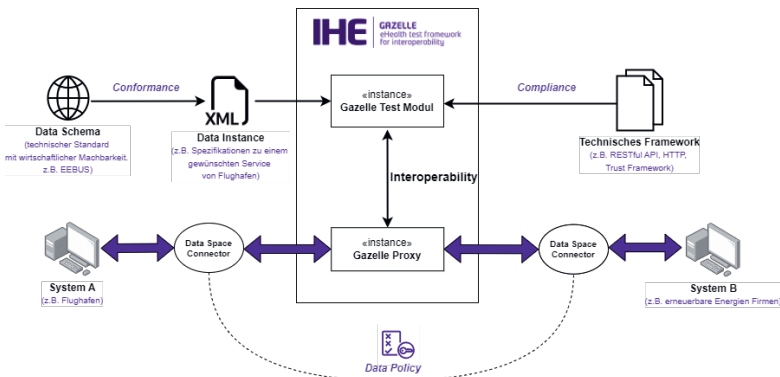 IHE
GAZELLE
eHealth test framework
for interoperability
Conformance
Compliance
«instance»
Gazelle Test Modul
XML
Data Schema
(technischer Standard
mit wirtschaftlicher Machbarkeit.
z.B. EEBUS)
Data Instance
(z.B. Spezifikationen zu einem
gewünschten Service
von Flughafen)
Technisches Framework
(z.B. RESTful API, HTTP,
Trust Framework)
Interoperability
Data Space
Connector
«instance»
Gazelle Proxy
Data Space
Connector
System A
(z.B. Flughafen)
System B
(z.B. erneuerbare Energien Firmen)
Data Policy